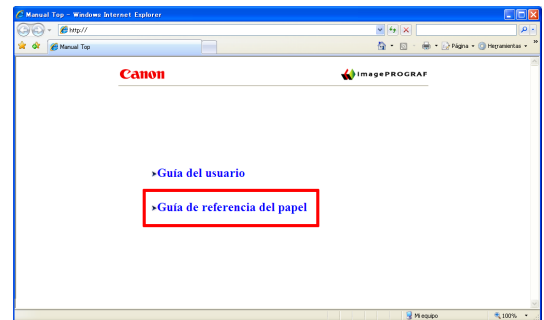 Manual Top - Windows Internet Explorer
http://
Manual Top
Página
Herramientas
Canon
imagePROGRAF
Guía del usuario
Guía de referencia del papel
Mi equipo
100%